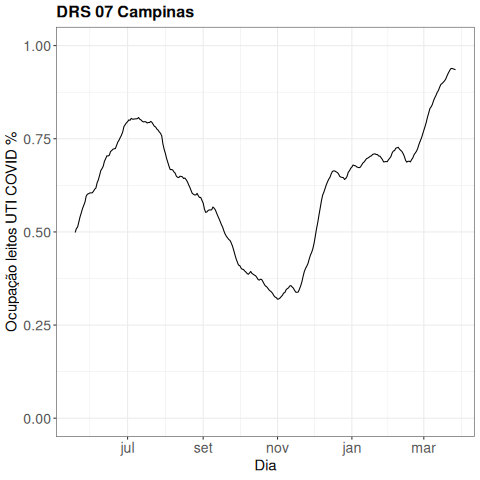 DRS 07 Campinas
Ocupação leitos UTI COVID %
1.00
0.75
0.50
0.25
0.00
jul set nov jan mar
Dia